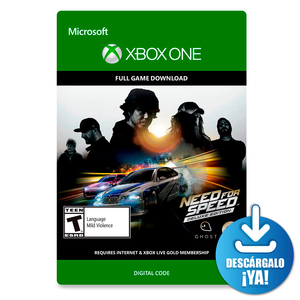 Microsoft
XBOX ONE
FULL GAME DOWNLOAD
NEED FOR
SPEED
DELUXE EDITION
GHOST
TEEN
T
ESRB
Language
Mild Violence
REQUIRES INTERNET & XBOX LIVE GOLD MEMBERSHIP
DIGITAL CODE
DESCÁRGALO
¡YA!